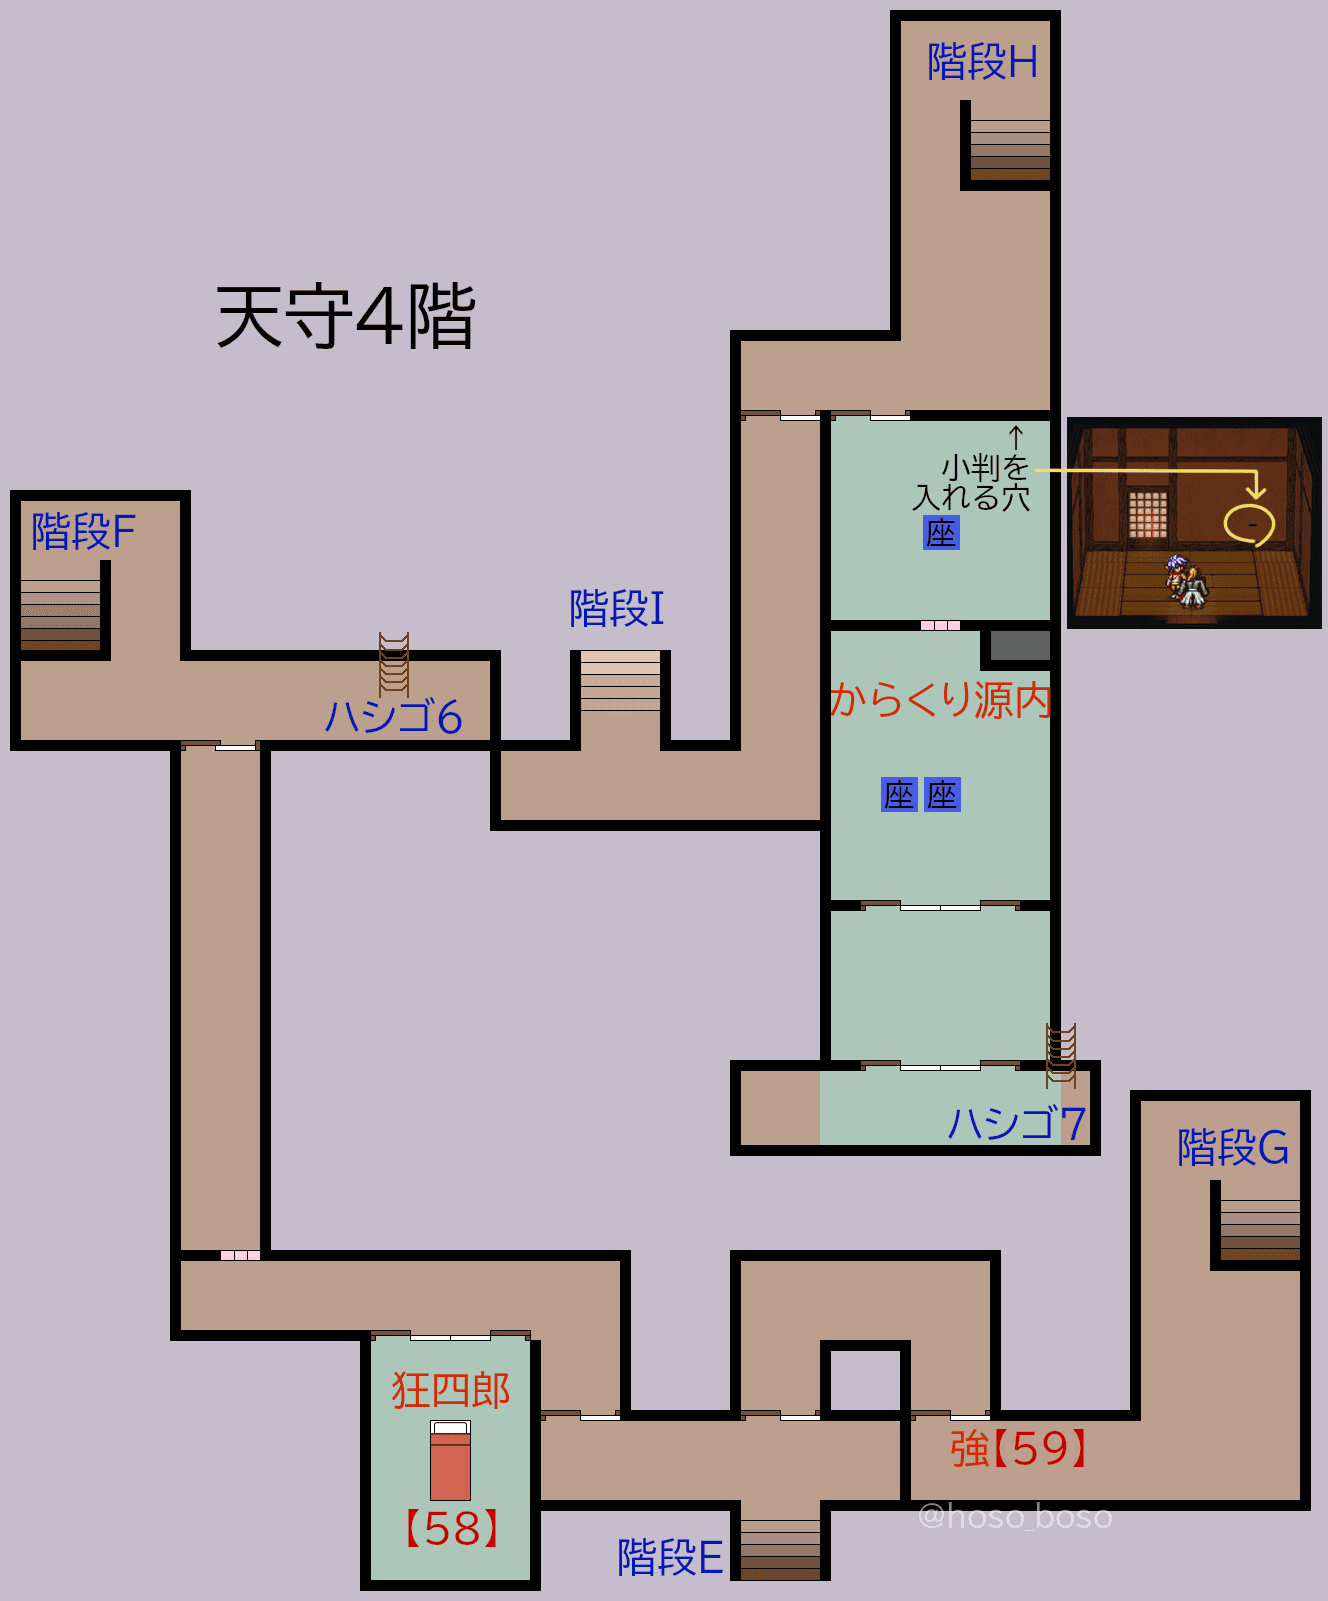 階段H
天守4階
小判を
入れる穴
↑
座
階段F
階段I
からくり源内
ハシゴ6
座 座
ハシゴ7
階段G
狂四郎
強【59】
【58】
@hoso_boso
階段E